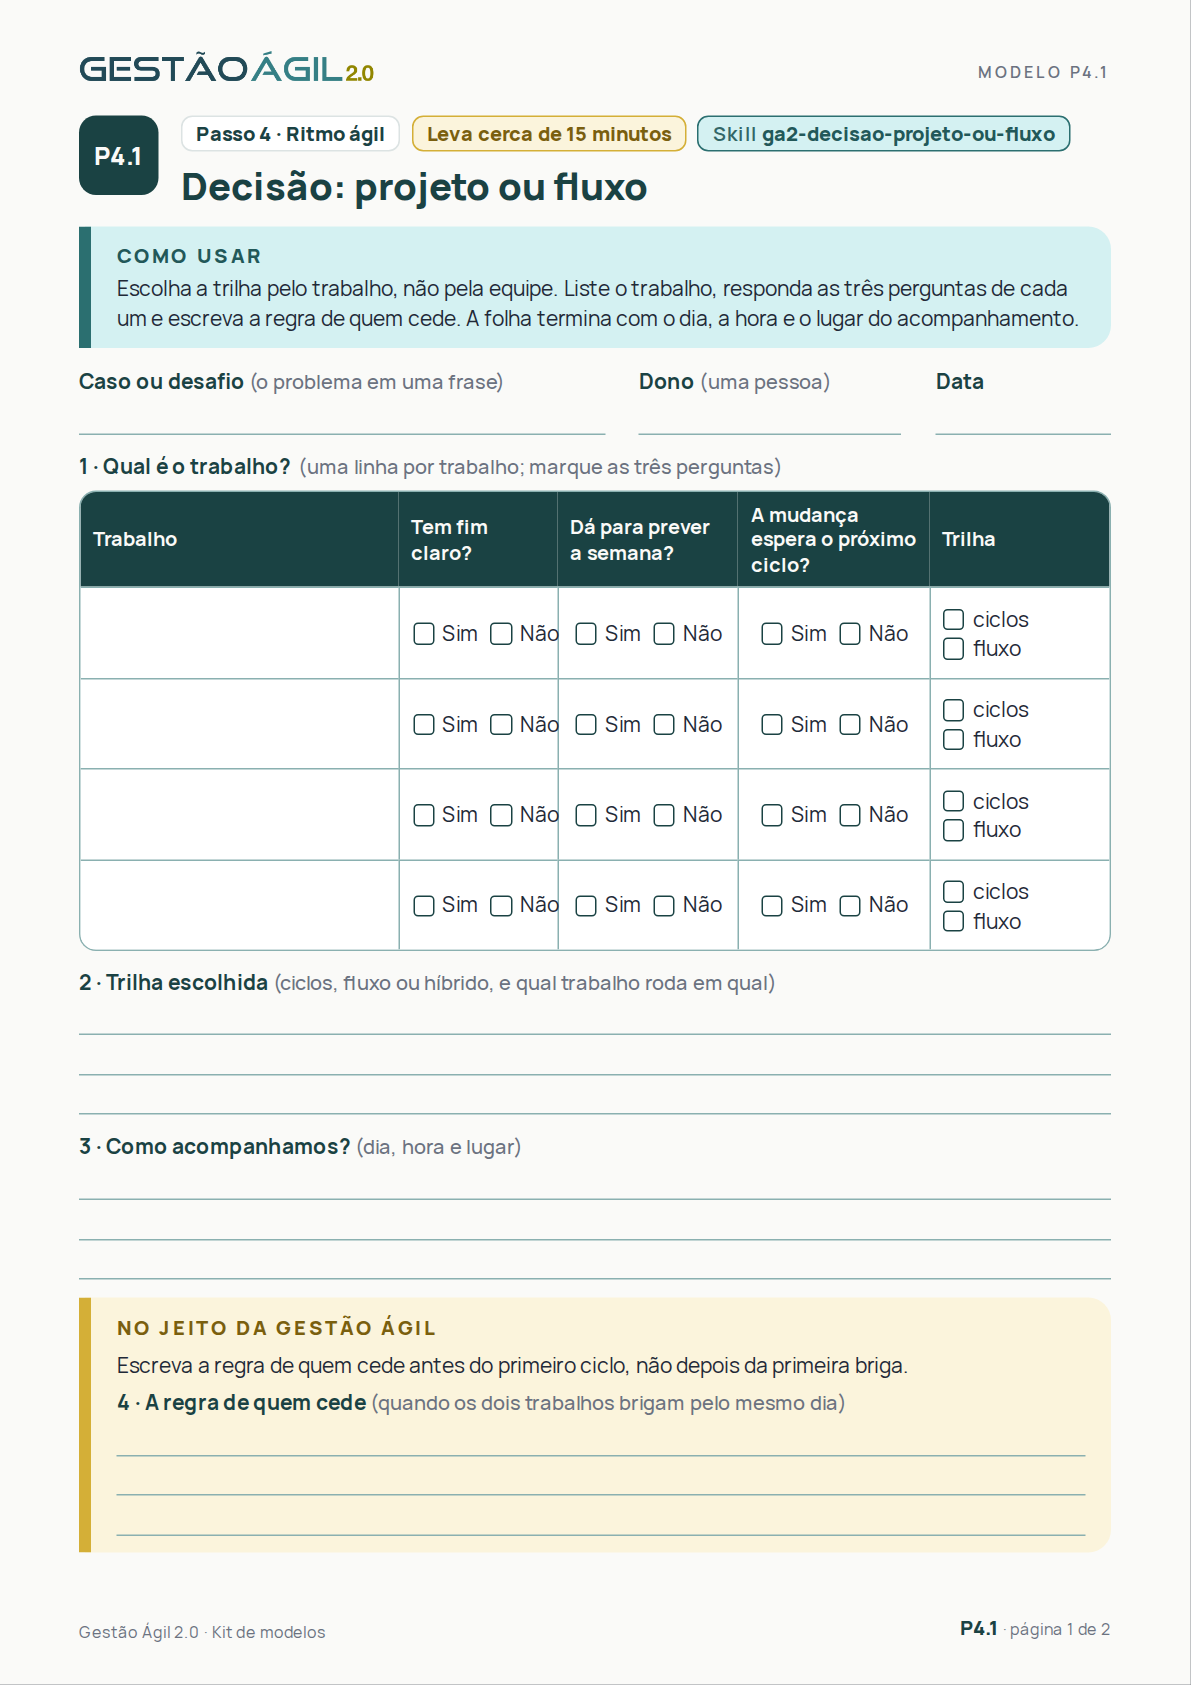 GESTÃOÁGIL2.0
MODELO P4.1
P4.1
Passo 4 · Ritmo ágil
Leva cerca de 15 minutos
Skill ga2-decisao-projeto-ou-fluxo
Decisão: projeto ou fluxo
COMO USAR
Escolha a trilha pelo trabalho, não pela equipe. Liste o trabalho, responda as três perguntas de cada
um e escreva a regra de quem cede. A folha termina com o dia, a hora e o lugar do acompanhamento.
Caso ou desafio (o problema em uma frase)
Dono (uma pessoa)
Data
1 · Qual é o trabalho? (uma linha por trabalho; marque as três perguntas)
Trabalho
Tem fim
claro?
Dá para prever
a semana?
A mudança
espera o próximo
ciclo?
Trilha
Sim Não Sim Não Sim Não
ciclos
fluxo
Sim Não Sim Não Sim Não
ciclos
fluxo
Sim Não Sim Não Sim Não
ciclos
fluxo
Sim Não Sim Não Sim Não
ciclos
fluxo
2 · Trilha escolhida (ciclos, fluxo ou híbrido, e qual trabalho roda em qual)
3 · Como acompanhamos? (dia, hora e lugar)
NO JEITO DA GESTÃO ÁGIL
Escreva a regra de quem cede antes do primeiro ciclo, não depois da primeira briga.
4 · A regra de quem cede (quando os dois trabalhos brigam pelo mesmo dia)
Gestão Ágil 2.0 · Kit de modelos
P4.1 · página 1 de 2